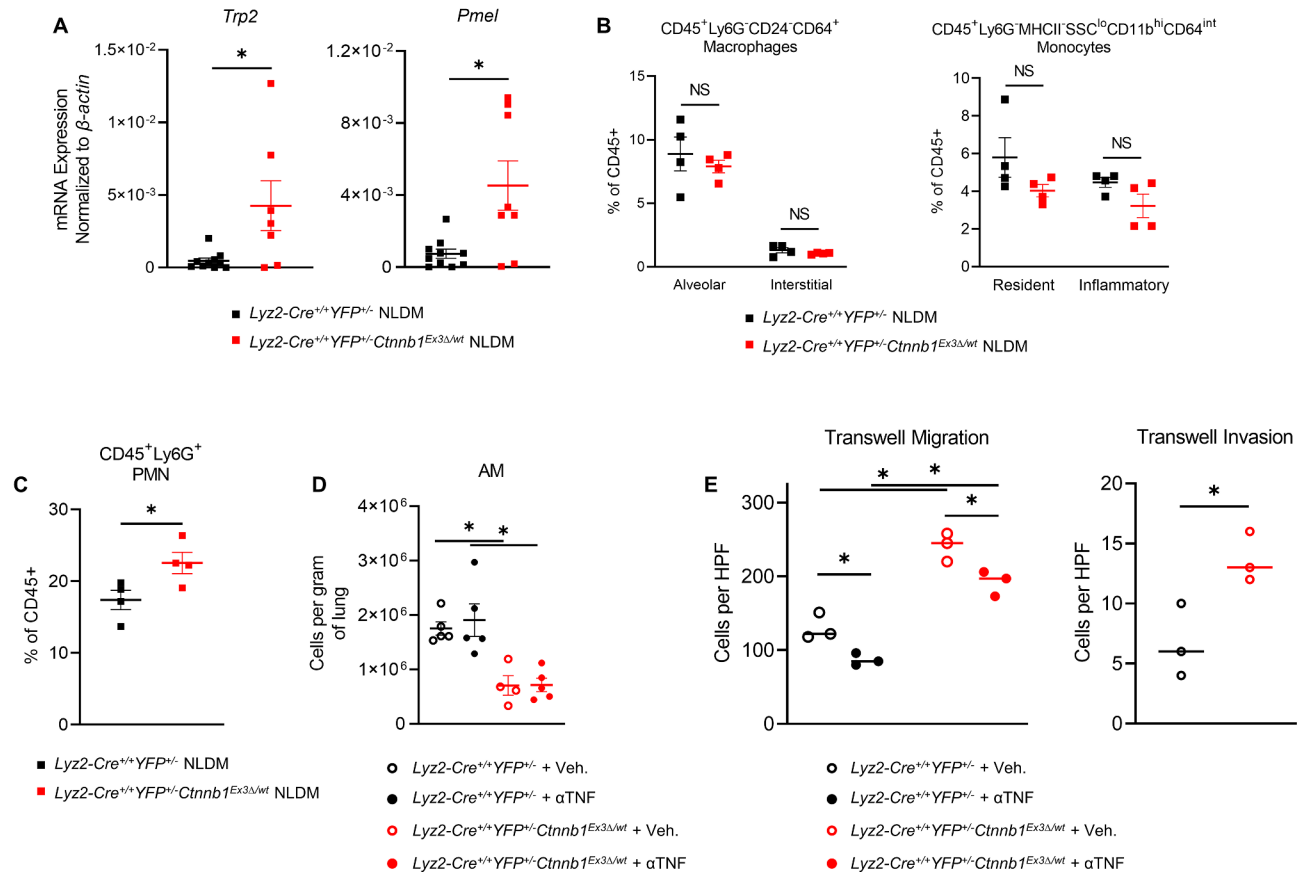 A
Trp2
Pmel
mRNA Expression
Normalized to β-actin
1.5×10⁻²
1×10⁻²
5×10⁻³
0
1.2×10⁻²
8×10⁻³
4×10⁻³
0
*
*
Lyz2-Cre⁺/⁺YFP⁺/⁻ NLDM
Lyz2-Cre⁺/⁺YFP⁺/⁻Ctnnb1ᴱˣ³ᐃ/ʷᵗ NLDM
B
CD45⁺Ly6G⁻CD24⁻CD64⁺
Macrophages
% of CD45+
15
10
5
0
NS
NS
Alveolar
Interstitial
CD45⁺Ly6G⁻MHCII⁻SSCˡᵒCD11bʰⁱCD64ⁱⁿᵗ
Monocytes
% of CD45+
10
8
6
4
2
0
NS
NS
Resident
Inflammatory
Lyz2-Cre⁺/⁺YFP⁺/⁻ NLDM
Lyz2-Cre⁺/⁺YFP⁺/⁻Ctnnb1ᴱˣ³ᐃ/ʷᵗ NLDM
C
CD45⁺Ly6G⁺
PMN
% of CD45+
30
20
10
0
*
Lyz2-Cre⁺/⁺YFP⁺/⁻ NLDM
Lyz2-Cre⁺/⁺YFP⁺/⁻Ctnnb1ᴱˣ³ᐃ/ʷᵗ NLDM
D
AM
Cells per gram
of lung
4×10⁶
3×10⁶
2×10⁶
1×10⁶
0
*
*
Lyz2-Cre⁺/⁺YFP⁺/⁻ + Veh.
Lyz2-Cre⁺/⁺YFP⁺/⁻ + αTNF
Lyz2-Cre⁺/⁺YFP⁺/⁻Ctnnb1ᴱˣ³ᐃ/ʷᵗ + Veh.
Lyz2-Cre⁺/⁺YFP⁺/⁻Ctnnb1ᴱˣ³ᐃ/ʷᵗ + αTNF
E
Transwell Migration
Cells per HPF
300
200
100
0
*
*
*
*
Transwell Invasion
Cells per HPF
20
15
10
5
0
*
Lyz2-Cre⁺/⁺YFP⁺/⁻ + Veh.
Lyz2-Cre⁺/⁺YFP⁺/⁻ + αTNF
Lyz2-Cre⁺/⁺YFP⁺/⁻Ctnnb1ᴱˣ³ᐃ/ʷᵗ + Veh.
Lyz2-Cre⁺/⁺YFP⁺/⁻Ctnnb1ᴱˣ³ᐃ/ʷᵗ + αTNF